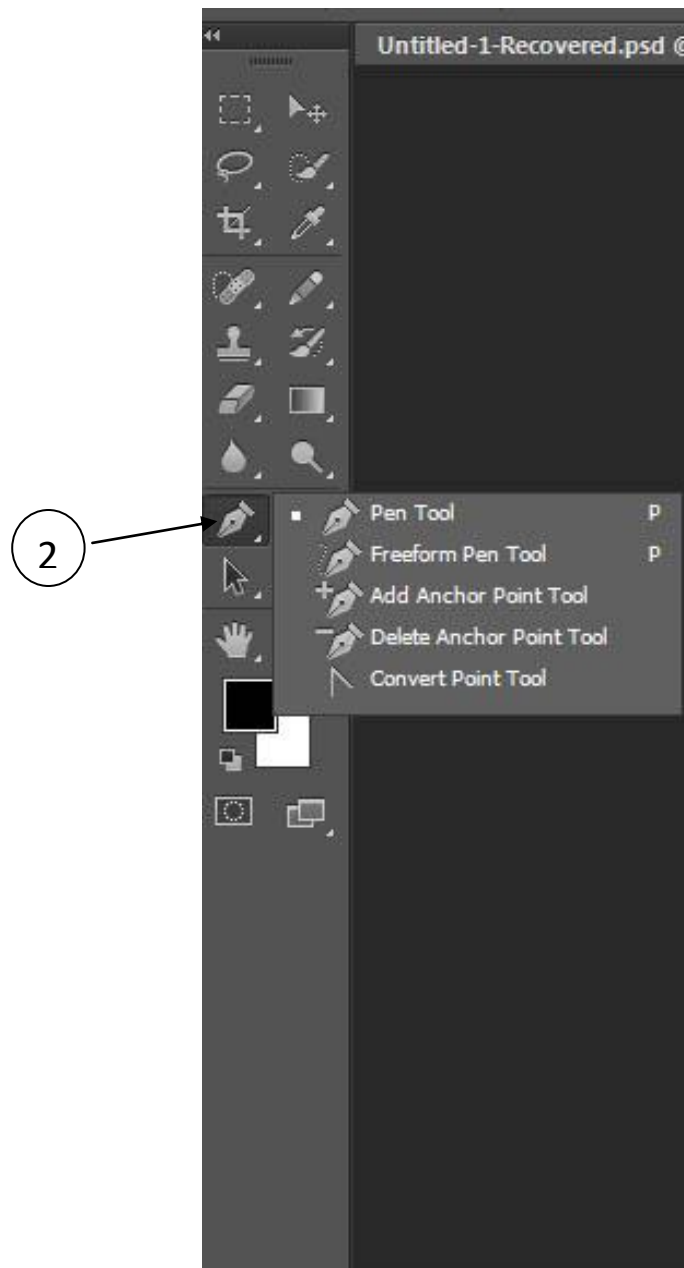 Untitled-1-Recovered.psd @
2
Pen Tool P
Freeform Pen Tool P
Add Anchor Point Tool
Delete Anchor Point Tool
Convert Point Tool